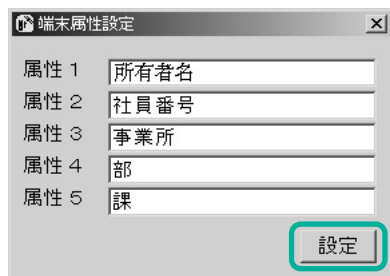 端末属性設定
属性 1 所有者名
属性 2 社員番号
属性 3 事業所
属性 4 部
属性 5 課
設定